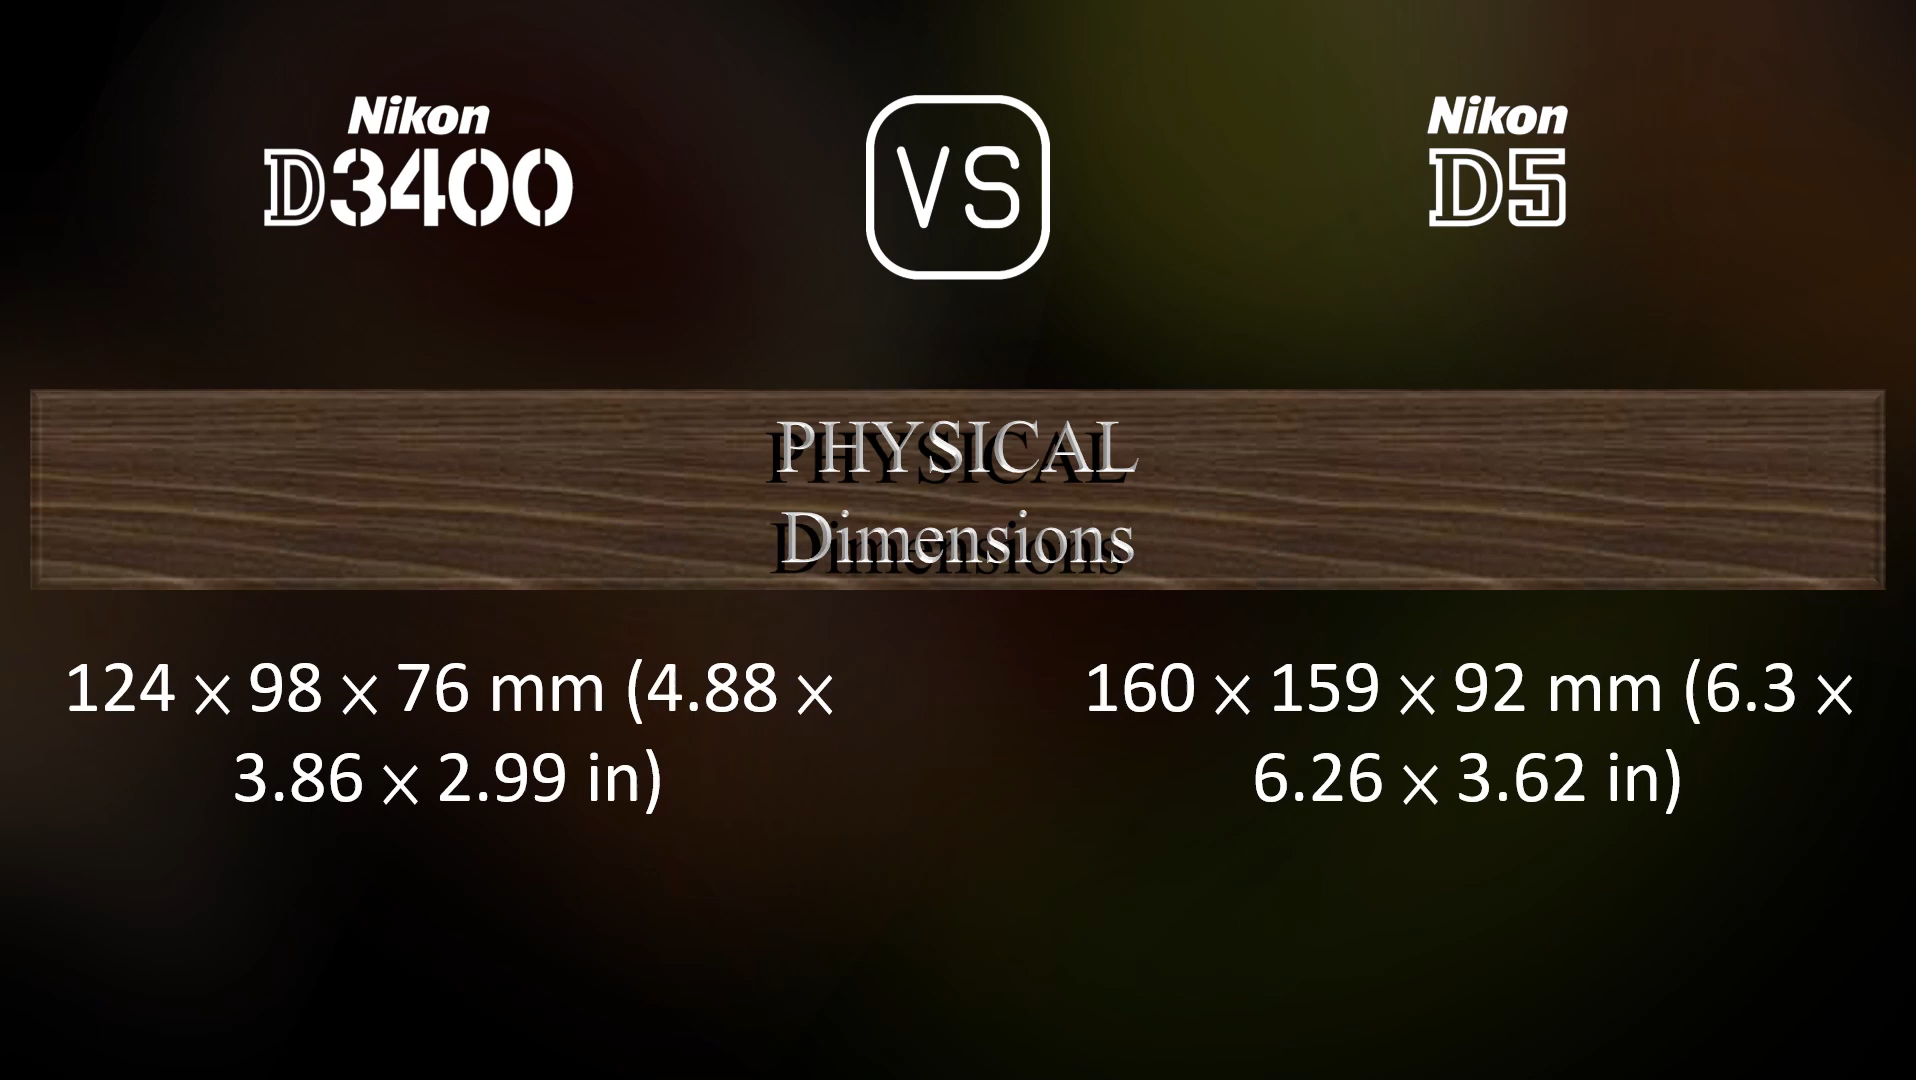 Nikon
D3400
VS
Nikon
D5
PHYSICAL
Dimensions
124 x 98 x 76 mm (4.88 x
3.86 x 2.99 in)
160 x 159 x 92 mm (6.3 x
6.26 x 3.62 in)